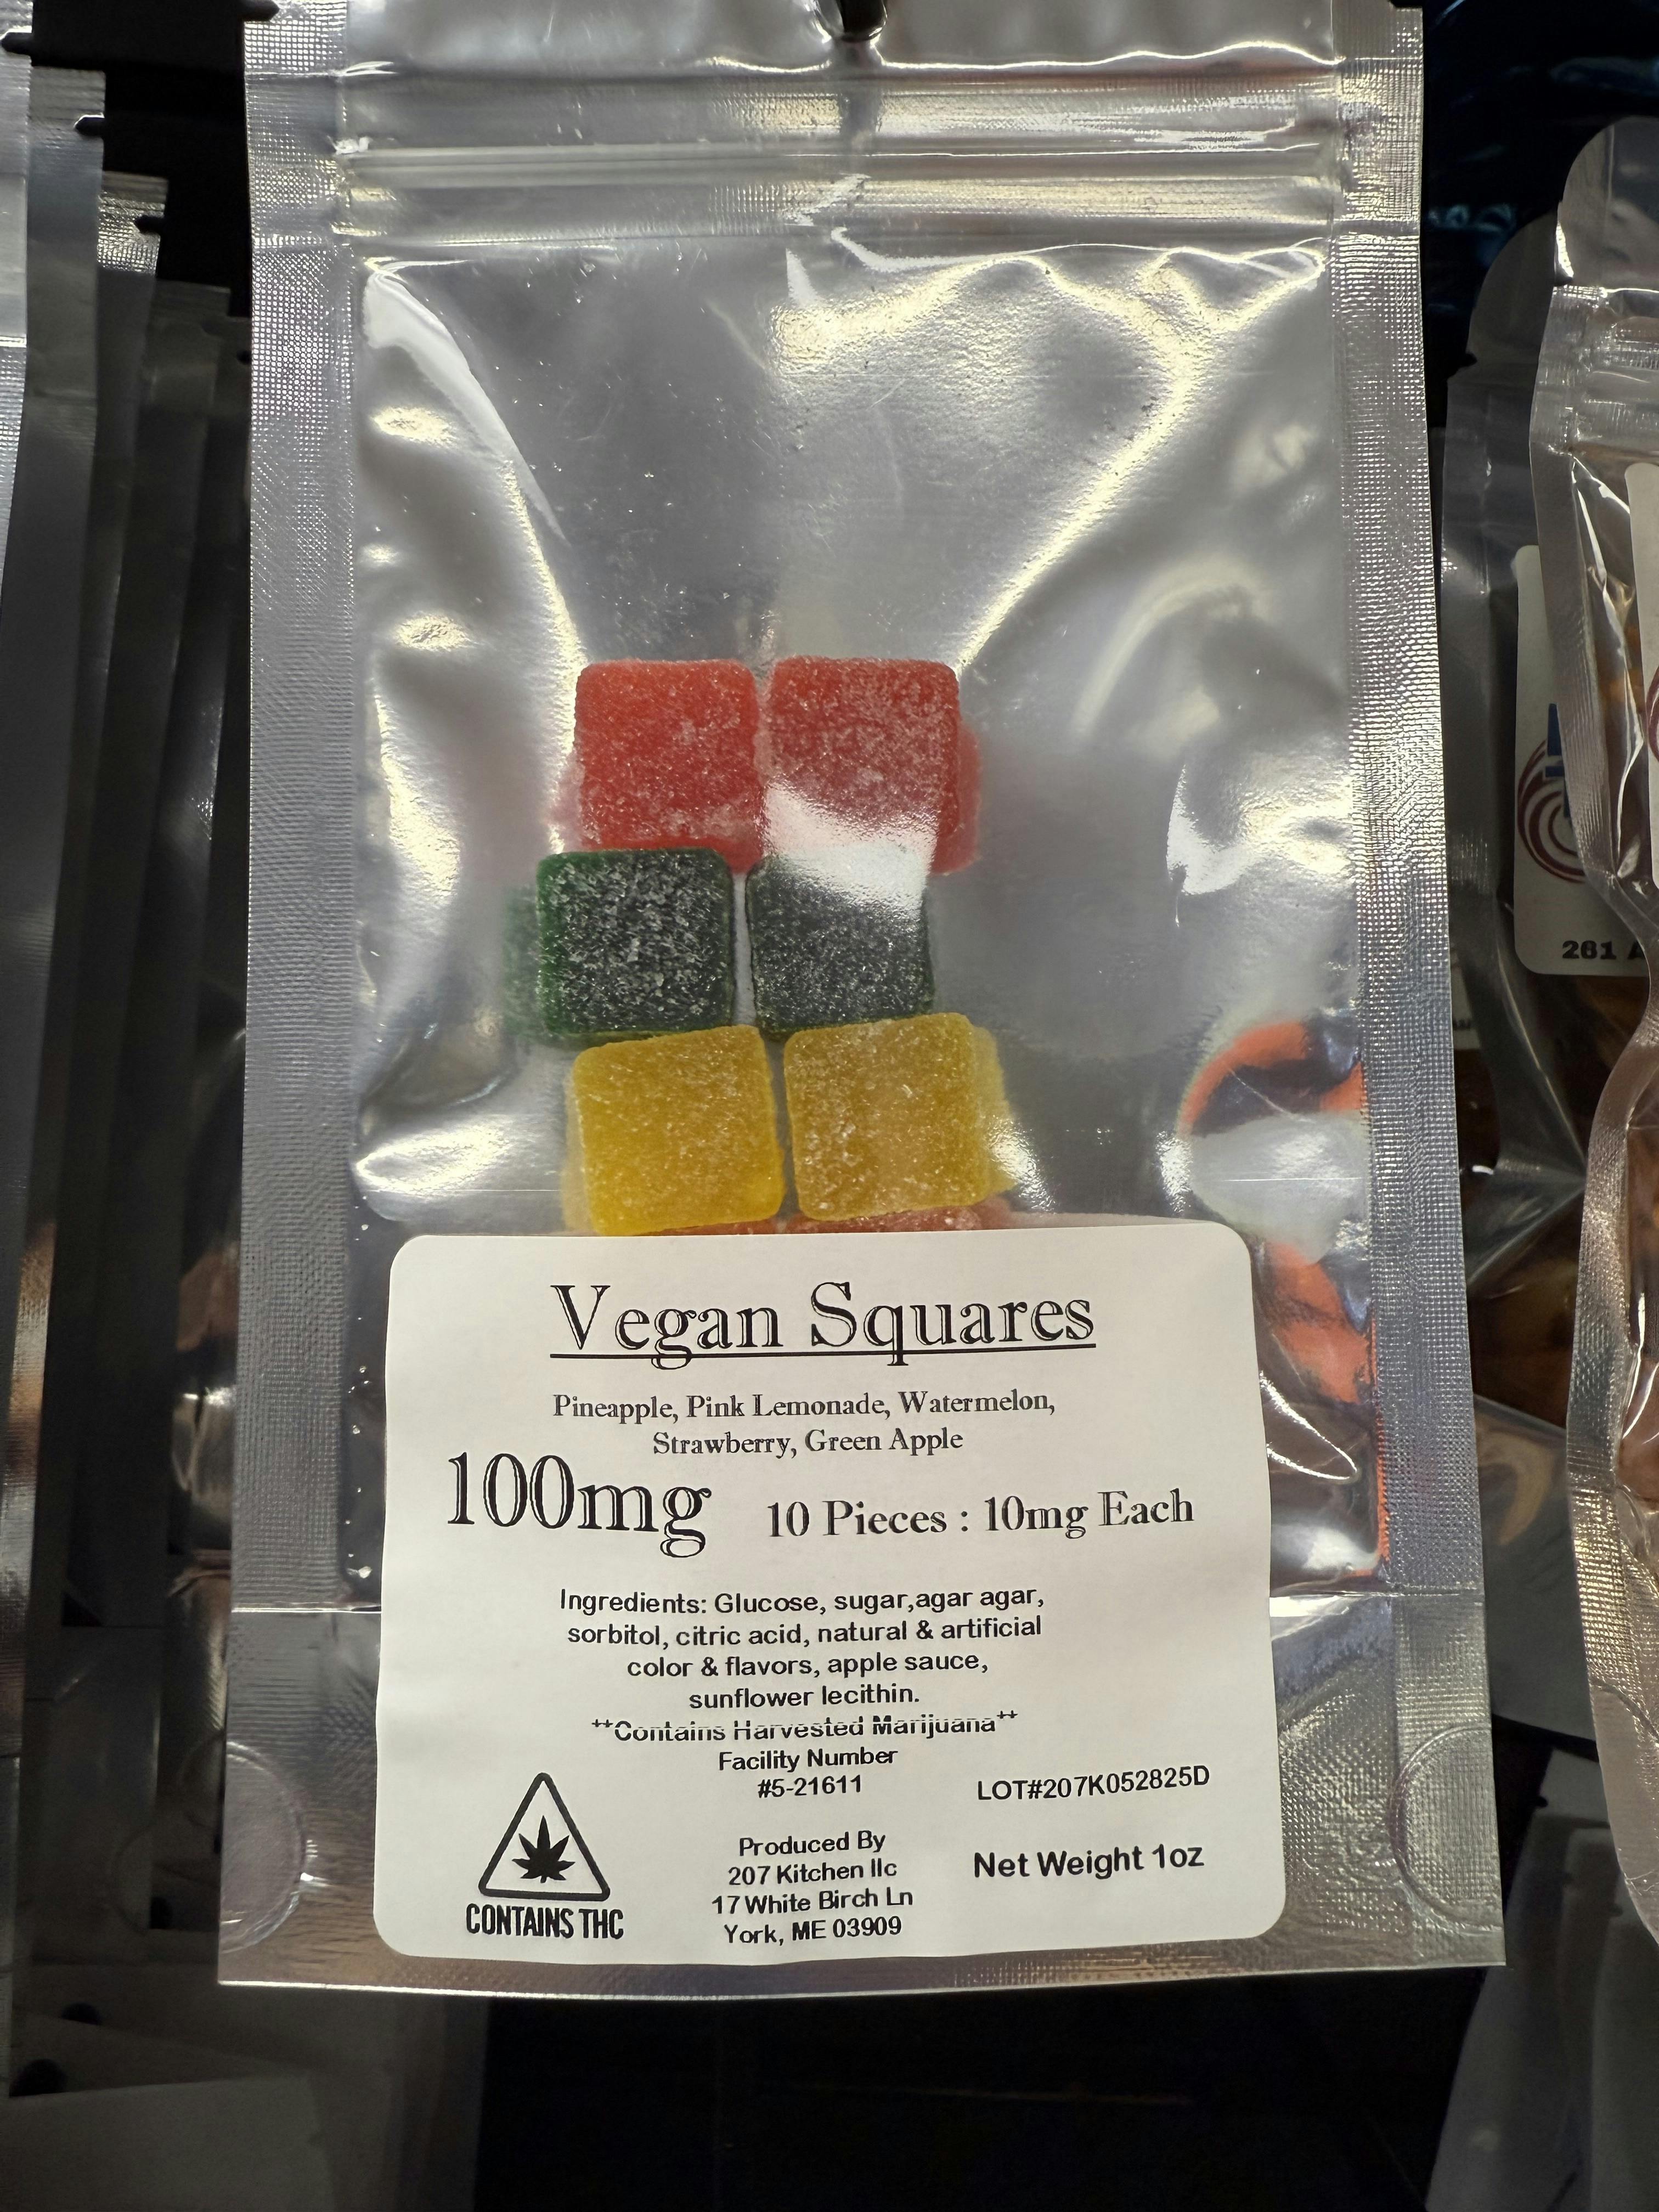 Vegan Squares
Pineapple, Pink Lemonade, Watermelon,
Strawberry, Green Apple
100mg
10 Pieces : 10mg Each
Ingredients: Glucose, sugar,agar agar,
sorbitol, citric acid, natural & artificial
color & flavors, apple sauce,
sunflower lecithin.
**Contains Harvested Marijuana**
Facility Number
#5-21611
LOT#207K052825D
Produced By
207 Kitchen llc
17 White Birch Ln
York, ME 03909
Net Weight 1oz
CONTAINS THC
261 A